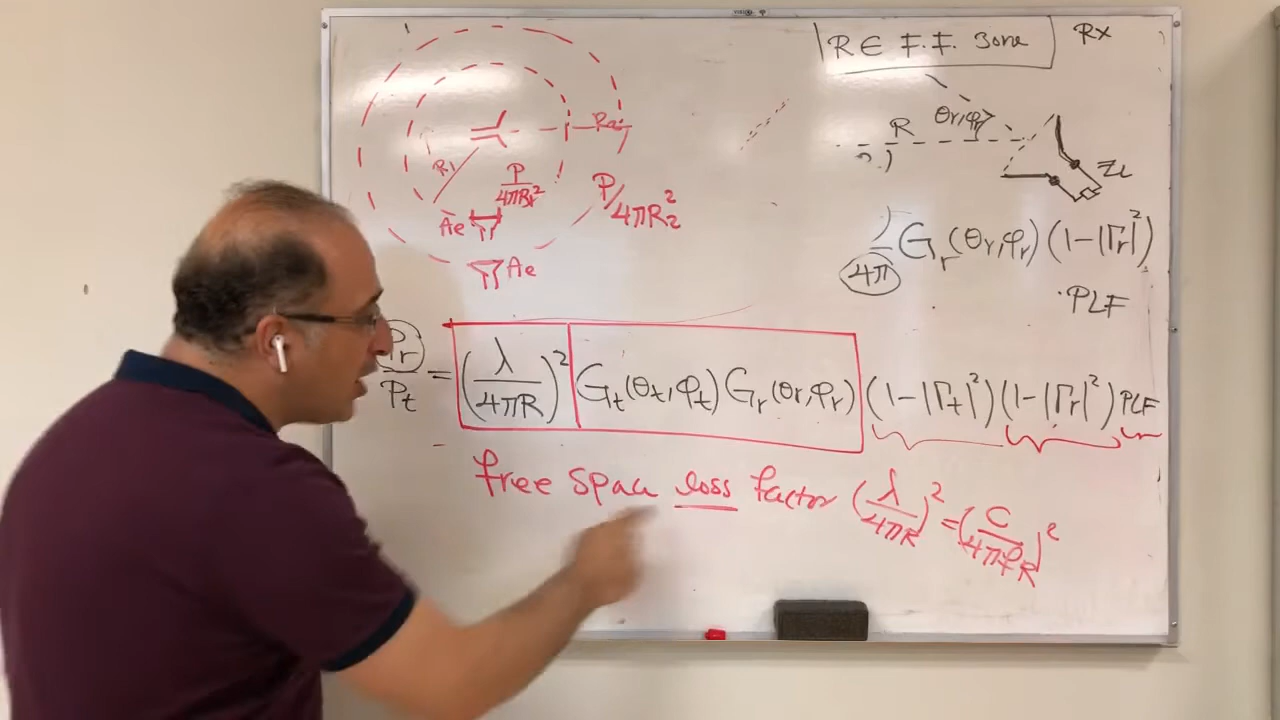 R ∈ F.F. Zone
Rx
R
θr,φr
ZL
Gr(θr,φr)(1-|Γr|²)
4π
.PLF
R1
R2
P/4πR1²
P/4πR2²
Ae
Ae
Pr/Pt = (λ/4πR)² Gt(θt,φt)Gr(θr,φr)(1-|Γt|²)(1-|Γr|²)PLF
free space loss factor (λ/4πR)² = (C/4πfR)²